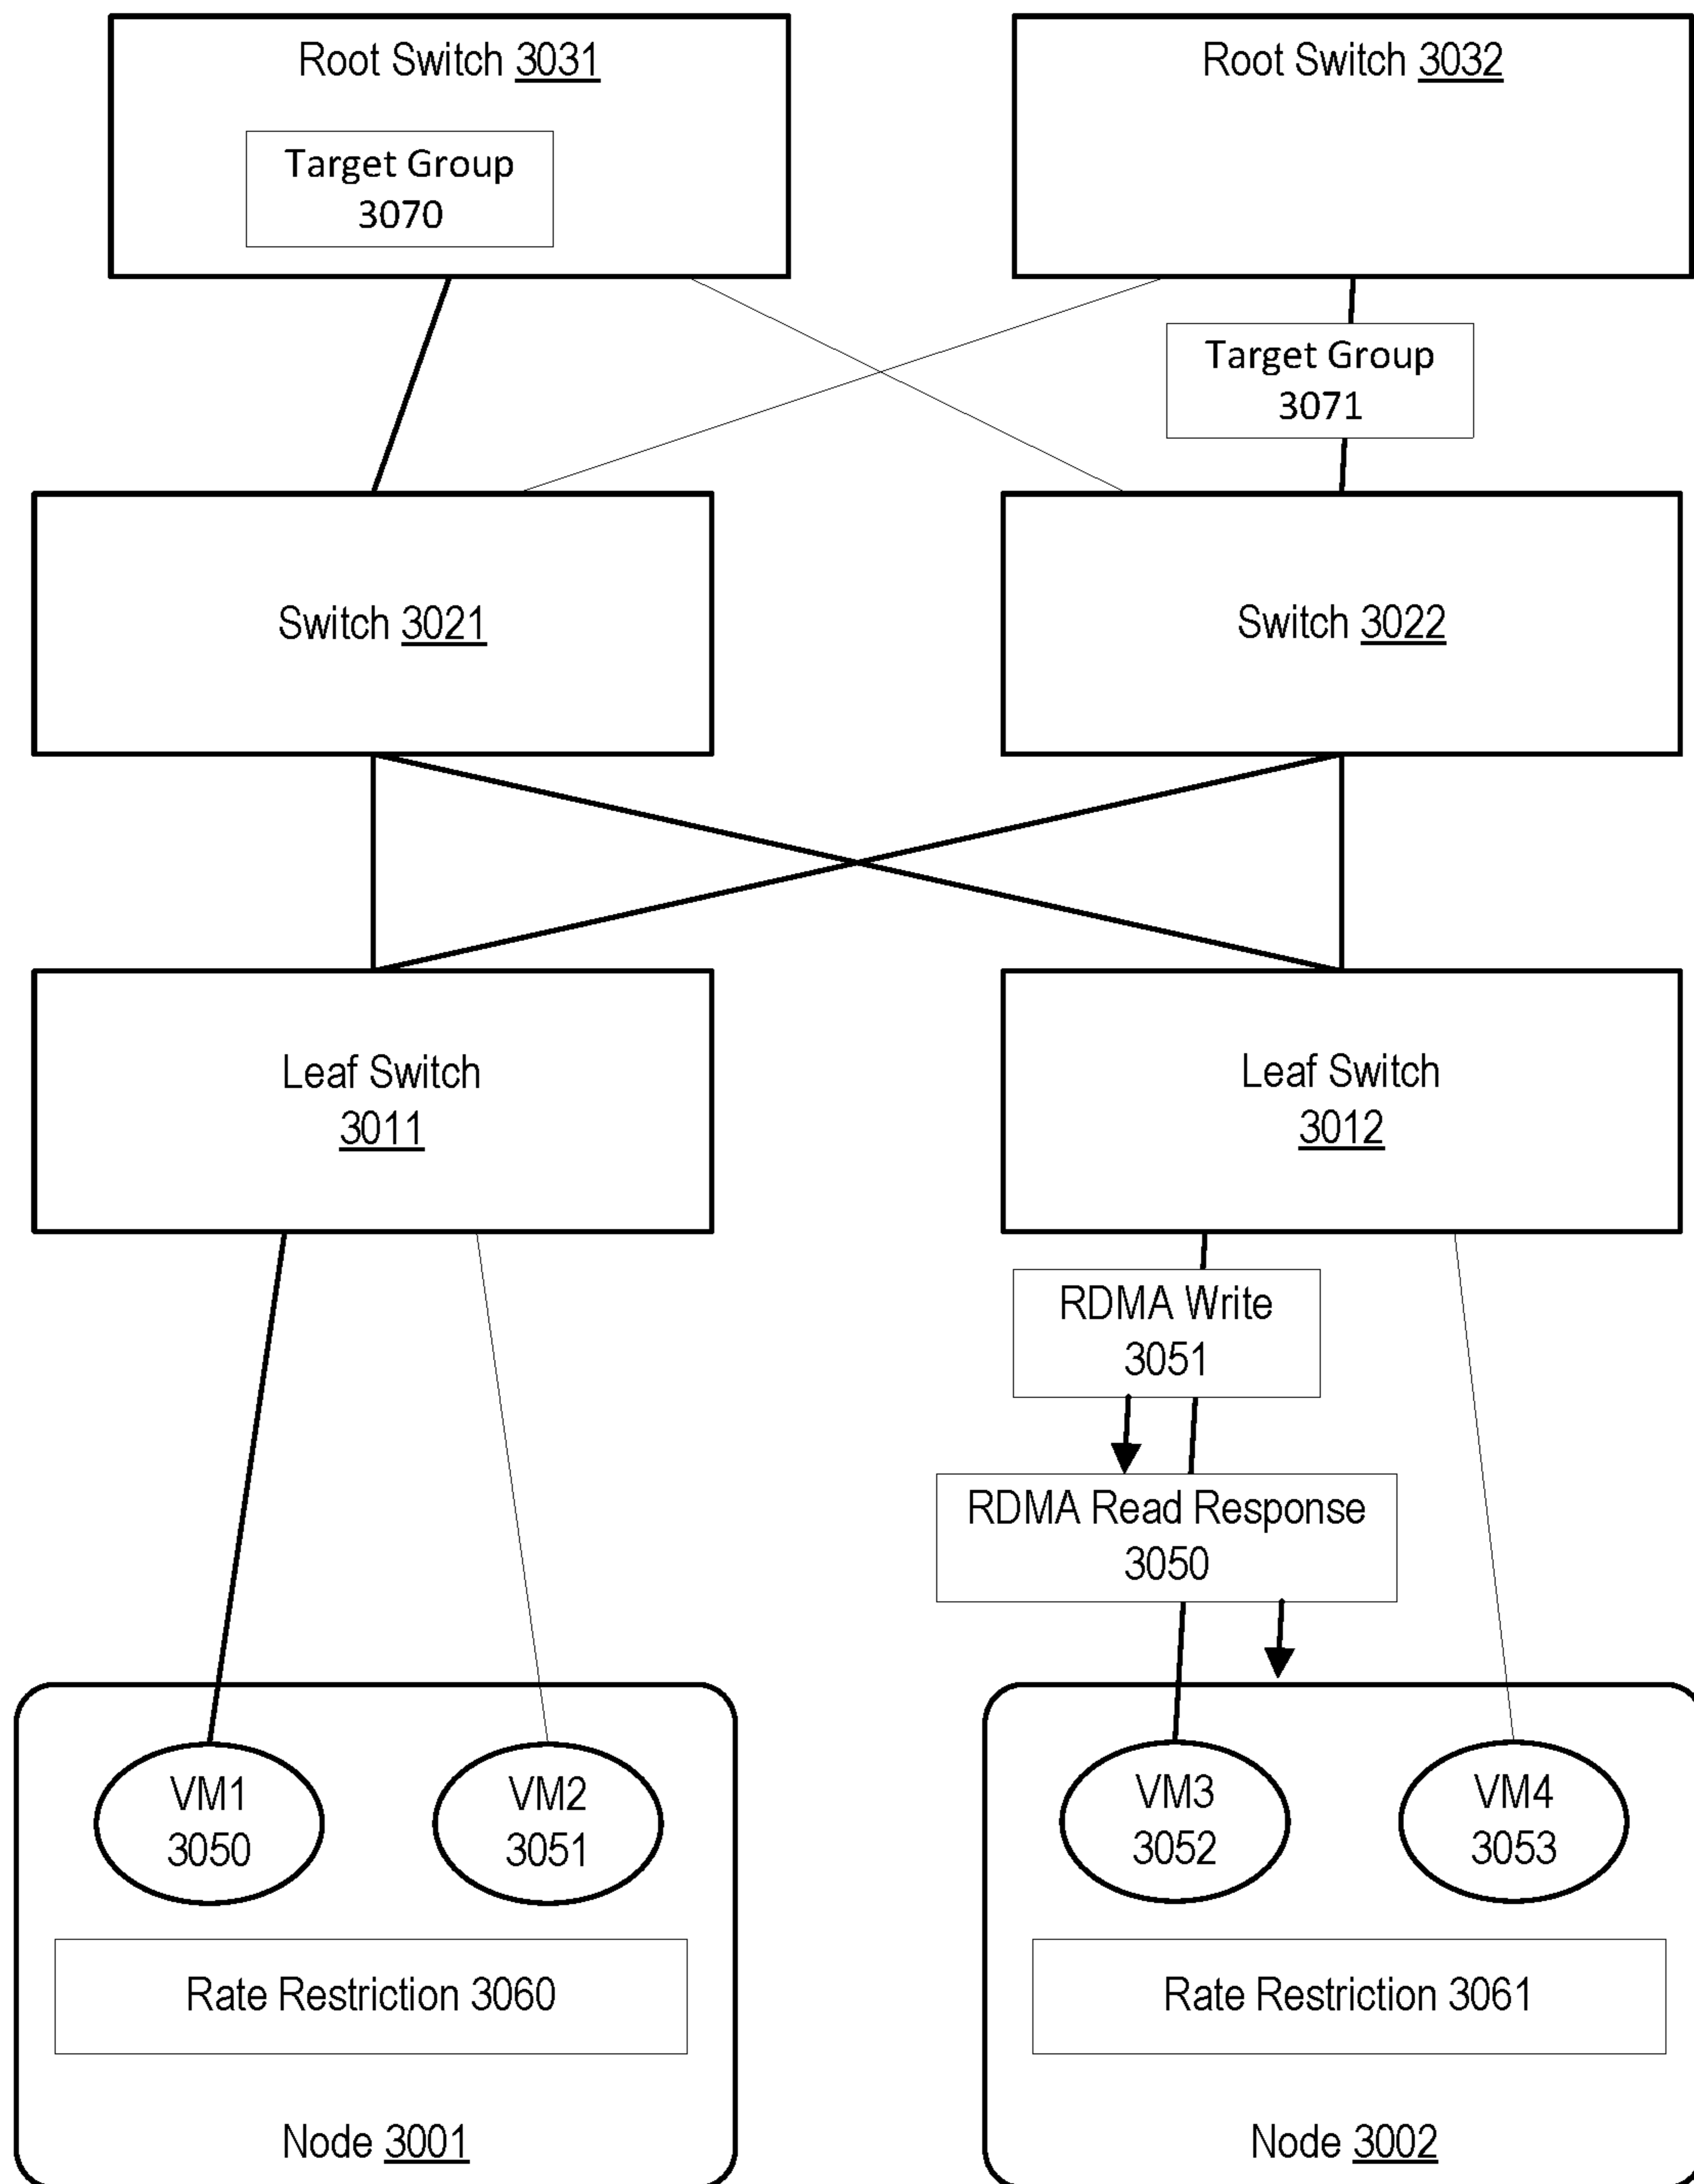 Root Switch 3031
Target Group
3070
Root Switch 3032
Target Group
3071
Switch 3021
Switch 3022
Leaf Switch
3011
Leaf Switch
3012
RDMA Write
3051
RDMA Read Response
3050
VM1
3050
VM2
3051
Rate Restriction 3060
Node 3001
VM3
3052
VM4
3053
Rate Restriction 3061
Node 3002